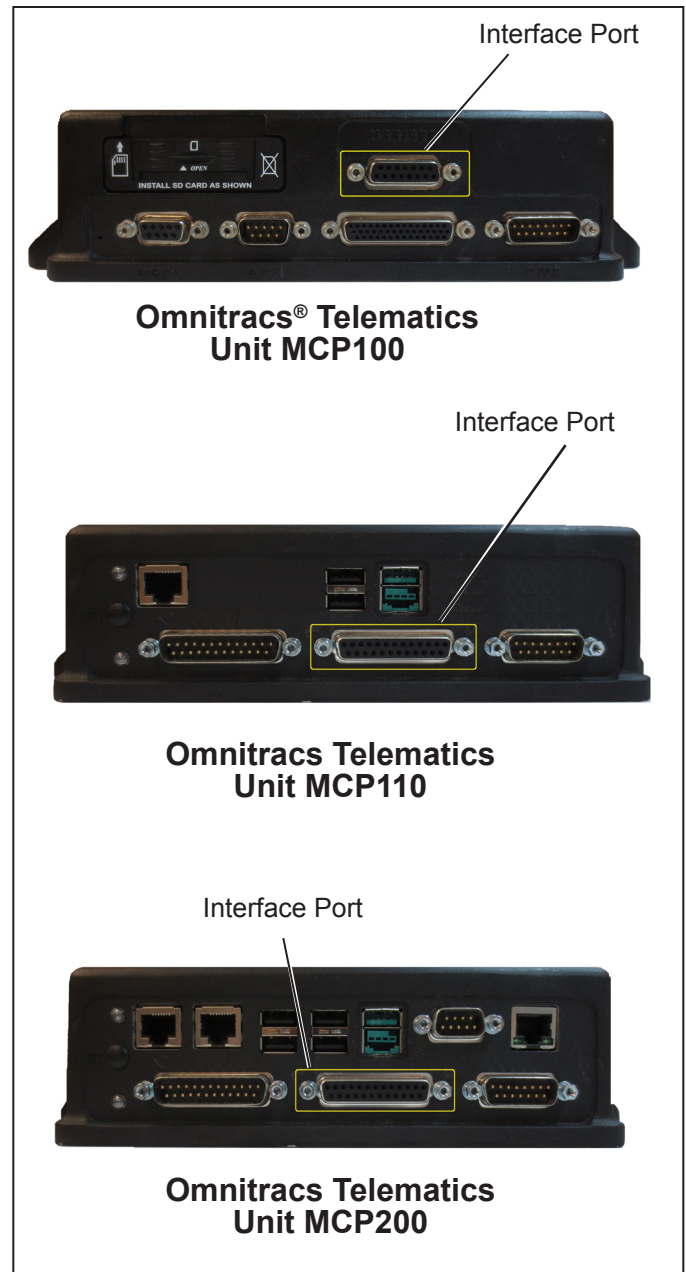 Interface Port
OPEN
INSTALL SD CARD AS SHOWN
Omnitracs® Telematics
Unit MCP100
Interface Port
Omnitracs Telematics
Unit MCP110
Interface Port
Omnitracs Telematics
Unit MCP200